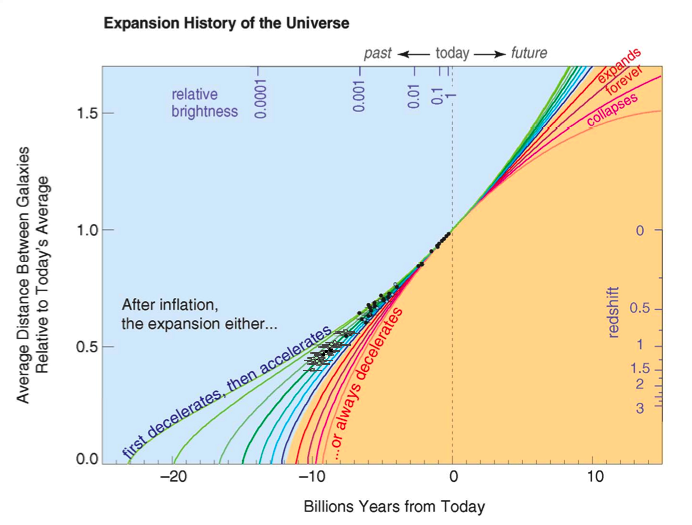 Expansion History of the Universe
past today future
relative
brightness
0.0001
0.001
0.01
0.1
1
expands
forever
collapses
1.5
1.0
0.5
0.0
Average Distance Between Galaxies
Relative to Today's Average
After inflation,
the expansion either...
first decelerates, then accelerates
...or always decelerates
redshift
0
0.5
1
1.5
2
3
−20
−10
0
10
Billions Years from Today